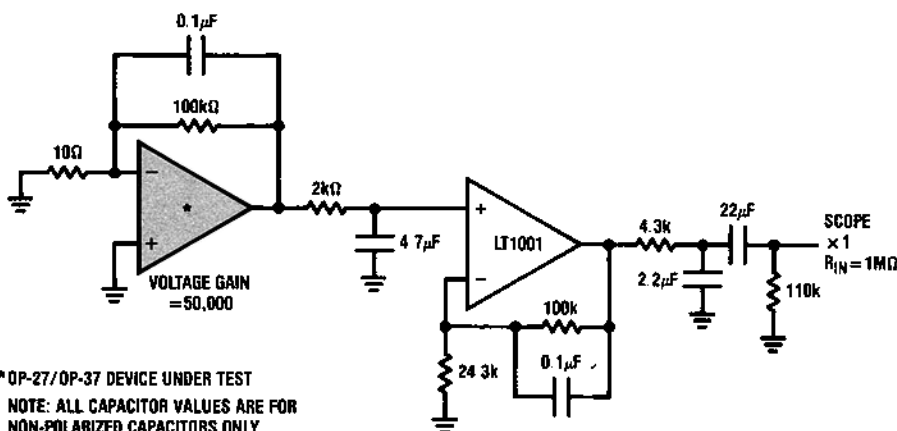 0.1μF
100kΩ
10Ω
−
*
+
VOLTAGE GAIN
=50,000
2kΩ
4 7μF
+
LT1001
−
4.3k
22μF
SCOPE
×1
R_IN=1MΩ
2.2μF
110k
100k
24 3k
0.1μF
*OP-27/OP-37 DEVICE UNDER TEST
NOTE: ALL CAPACITOR VALUES ARE FOR
NON-POLARIZED CAPACITORS ONLY